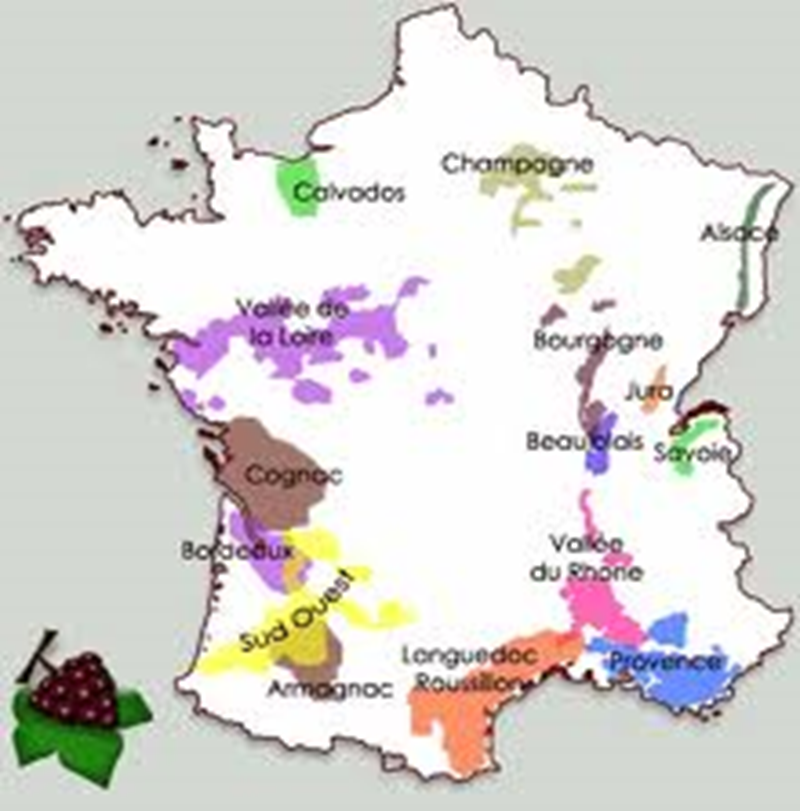 Champagne
Calvados
Alsace
Vallée de
la Loire
Bourgogne
Jura
Beaujolais
Savoie
Cognac
Bordeaux
Vallée
du Rhone
Sud Ouest
Languedoc
Roussillon
Provence
Armagnac